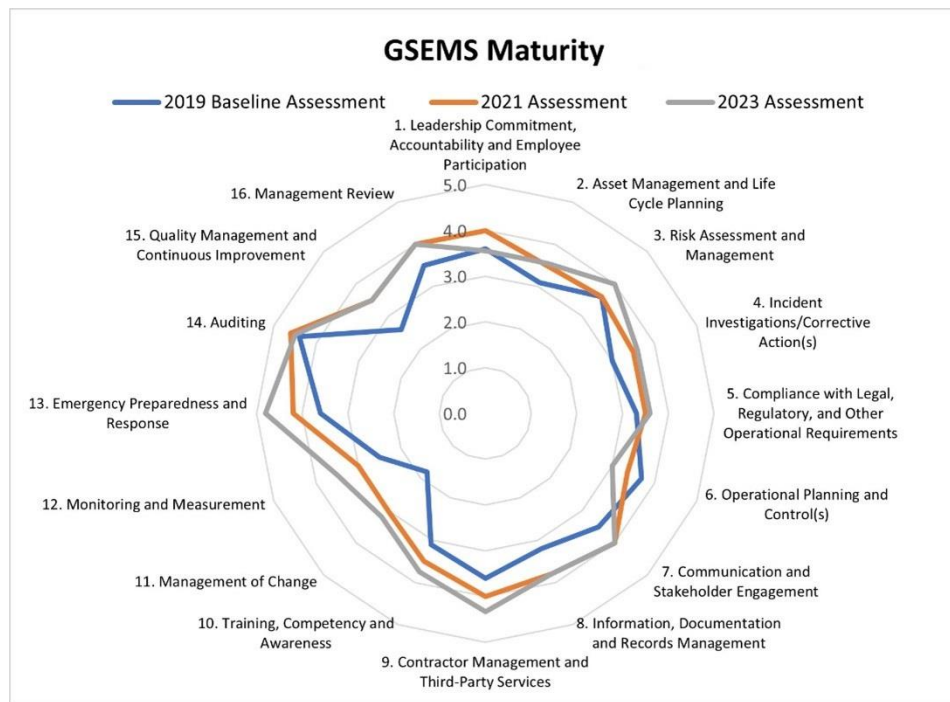 GSEMS Maturity
2019 Baseline Assessment
2021 Assessment
2023 Assessment
1. Leadership Commitment,
Accountability and Employee
Participation
2. Asset Management and Life
Cycle Planning
3. Risk Assessment and
Management
4. Incident
Investigations/Corrective
Action(s)
5. Compliance with Legal,
Regulatory, and Other
Operational Requirements
6. Operational Planning and
Control(s)
7. Communication and
Stakeholder Engagement
8. Information, Documentation
and Records Management
9. Contractor Management and
Third-Party Services
10. Training, Competency and
Awareness
11. Management of Change
12. Monitoring and Measurement
13. Emergency Preparedness and
Response
14. Auditing
15. Quality Management and
Continuous Improvement
16. Management Review
5.0
4.0
3.0
2.0
1.0
0.0